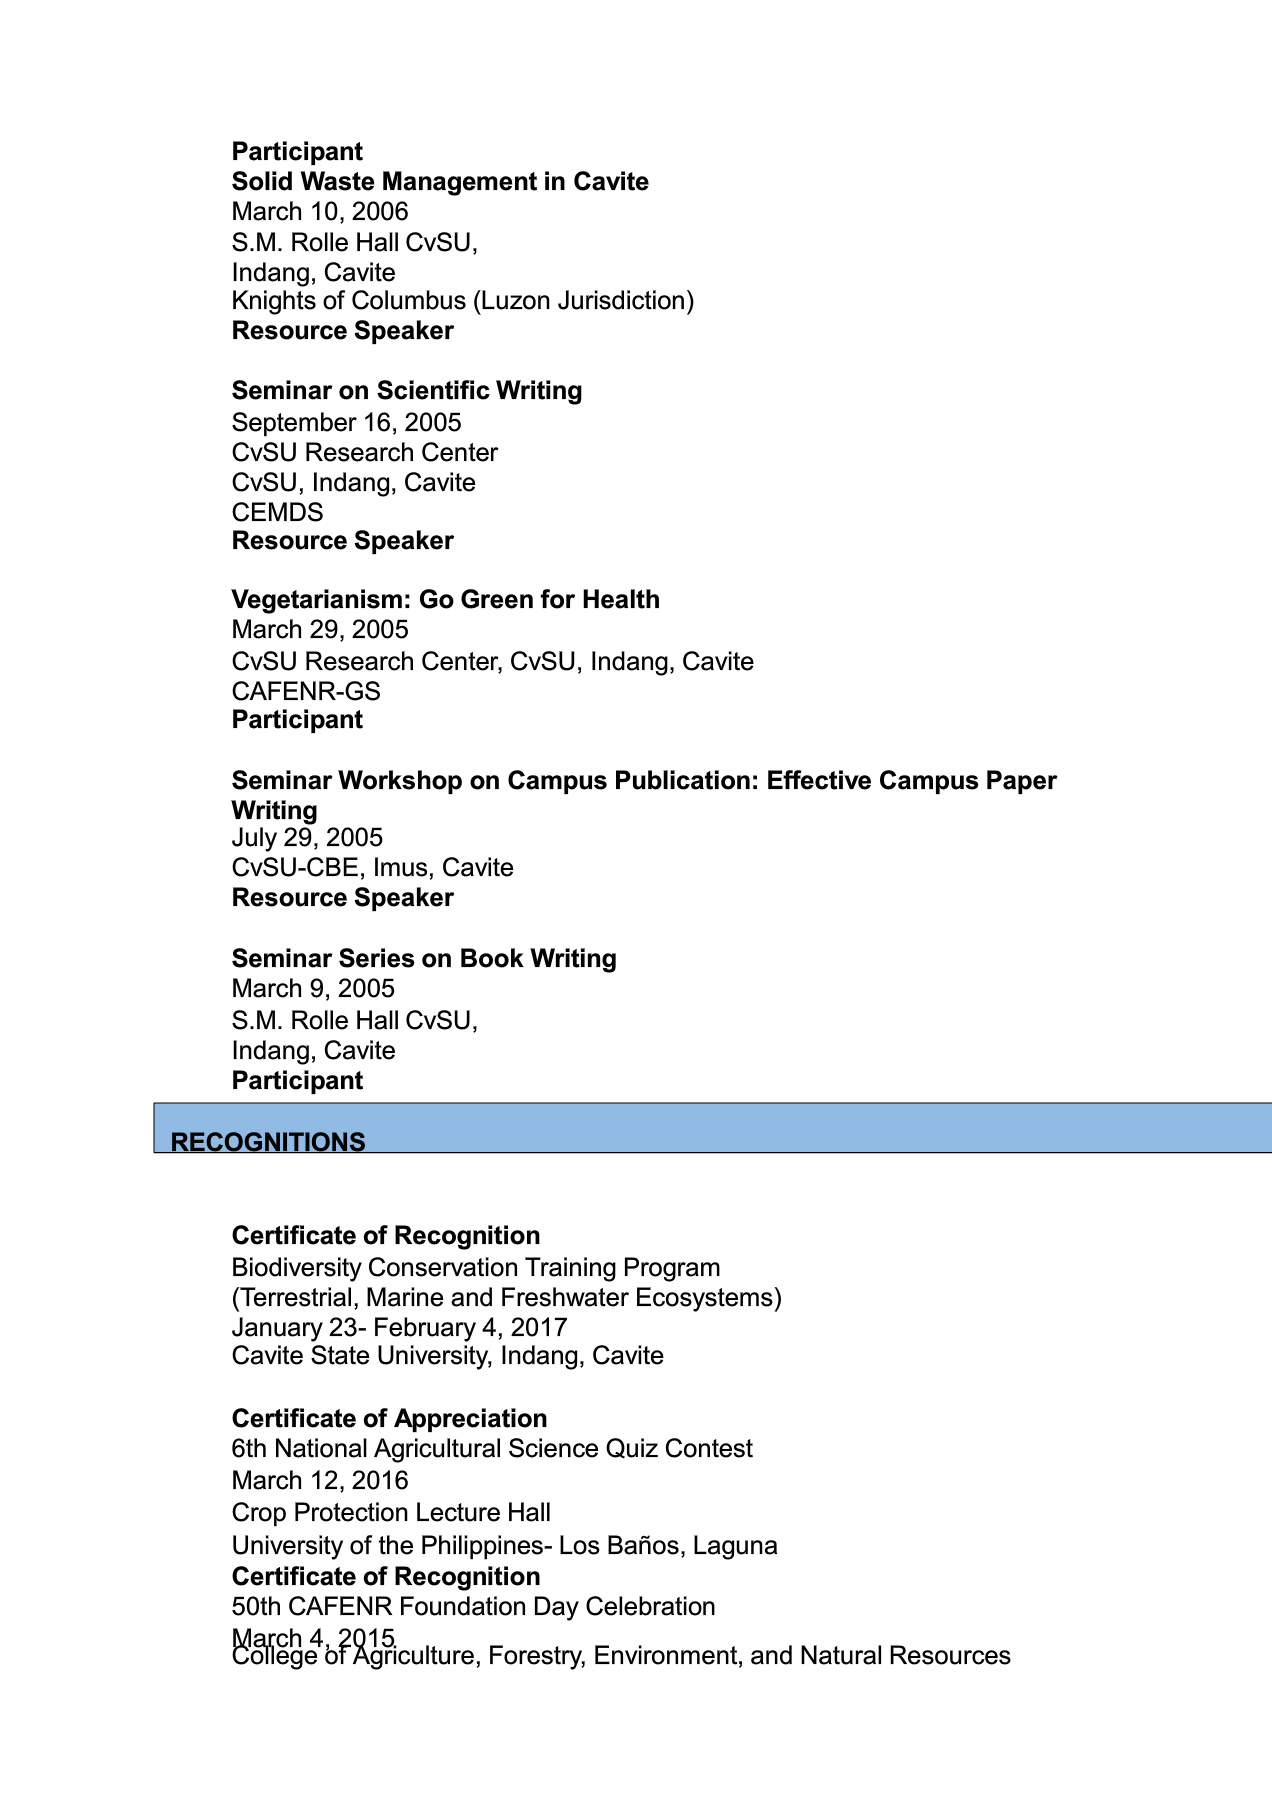 Participant
Solid Waste Management in Cavite
March 10, 2006
S.M. Rolle Hall CvSU,
Indang, Cavite
Knights of Columbus (Luzon Jurisdiction)
Resource Speaker
Seminar on Scientific Writing
September 16, 2005
CvSU Research Center
CvSU, Indang, Cavite
CEMDS
Resource Speaker
Vegetarianism: Go Green for Health
March 29, 2005
CvSU Research Center, CvSU, Indang, Cavite
CAFENR-GS
Participant
Seminar Workshop on Campus Publication: Effective Campus Paper
Writing
July 29, 2005
CvSU-CBE, Imus, Cavite
Resource Speaker
Seminar Series on Book Writing
March 9, 2005
S.M. Rolle Hall CvSU,
Indang, Cavite
Participant
RECOGNITIONS
Certificate of Recognition
Biodiversity Conservation Training Program
(Terrestrial, Marine and Freshwater Ecosystems)
January 23- February 4, 2017
Cavite State University, Indang, Cavite
Certificate of Appreciation
6th National Agricultural Science Quiz Contest
March 12, 2016
Crop Protection Lecture Hall
University of the Philippines- Los Baños, Laguna
Certificate of Recognition
50th CAFENR Foundation Day Celebration
March 4, 2015
College of Agriculture, Forestry, Environment, and Natural Resources